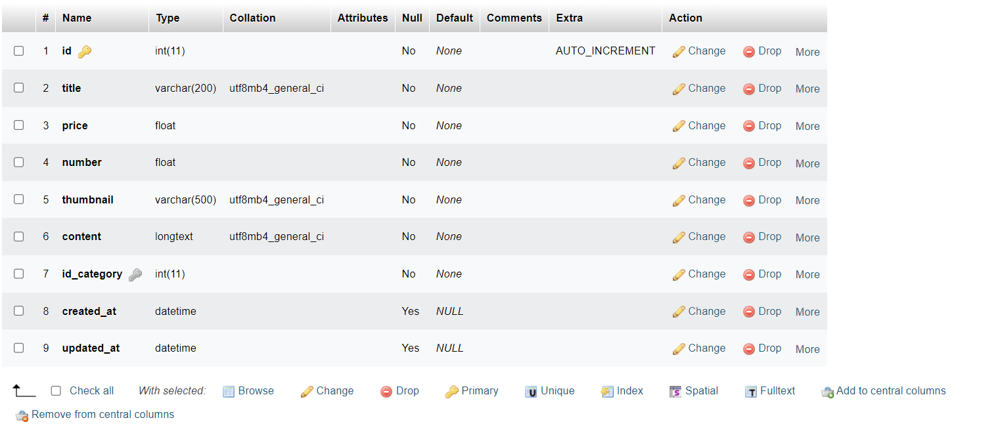 # Name Type Collation Attributes Null Default Comments Extra Action
1 id int(11) No None AUTO_INCREMENT Change Drop More
2 title varchar(200) utf8mb4_general_ci No None Change Drop More
3 price float No None Change Drop More
4 number float No None Change Drop More
5 thumbnail varchar(500) utf8mb4_general_ci No None Change Drop More
6 content longtext utf8mb4_general_ci No None Change Drop More
7 id_category int(11) No None Change Drop More
8 created_at datetime Yes NULL Change Drop More
9 updated_at datetime Yes NULL Change Drop More
Check all With selected: Browse Change Drop Primary Unique Index Spatial Fulltext Add to central columns
Remove from central columns